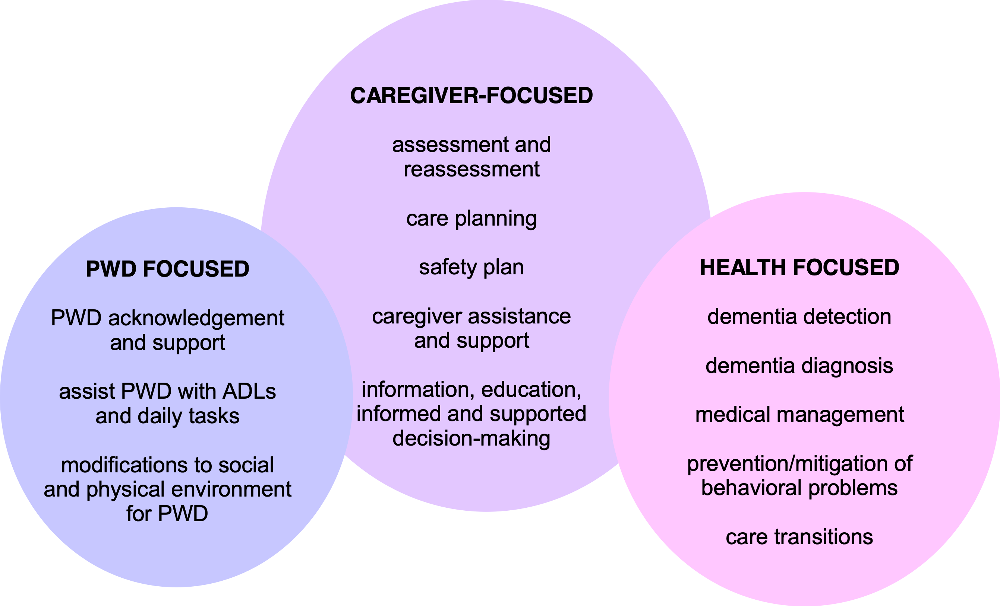 CAREGIVER-FOCUSED
assessment and
reassessment
care planning
safety plan
caregiver assistance
and support
information, education,
informed and supported
decision-making
PWD FOCUSED
PWD acknowledgement
and support
assist PWD with ADLs
and daily tasks
modifications to social
and physical environment
for PWD
HEALTH FOCUSED
dementia detection
dementia diagnosis
medical management
prevention/mitigation of
behavioral problems
care transitions